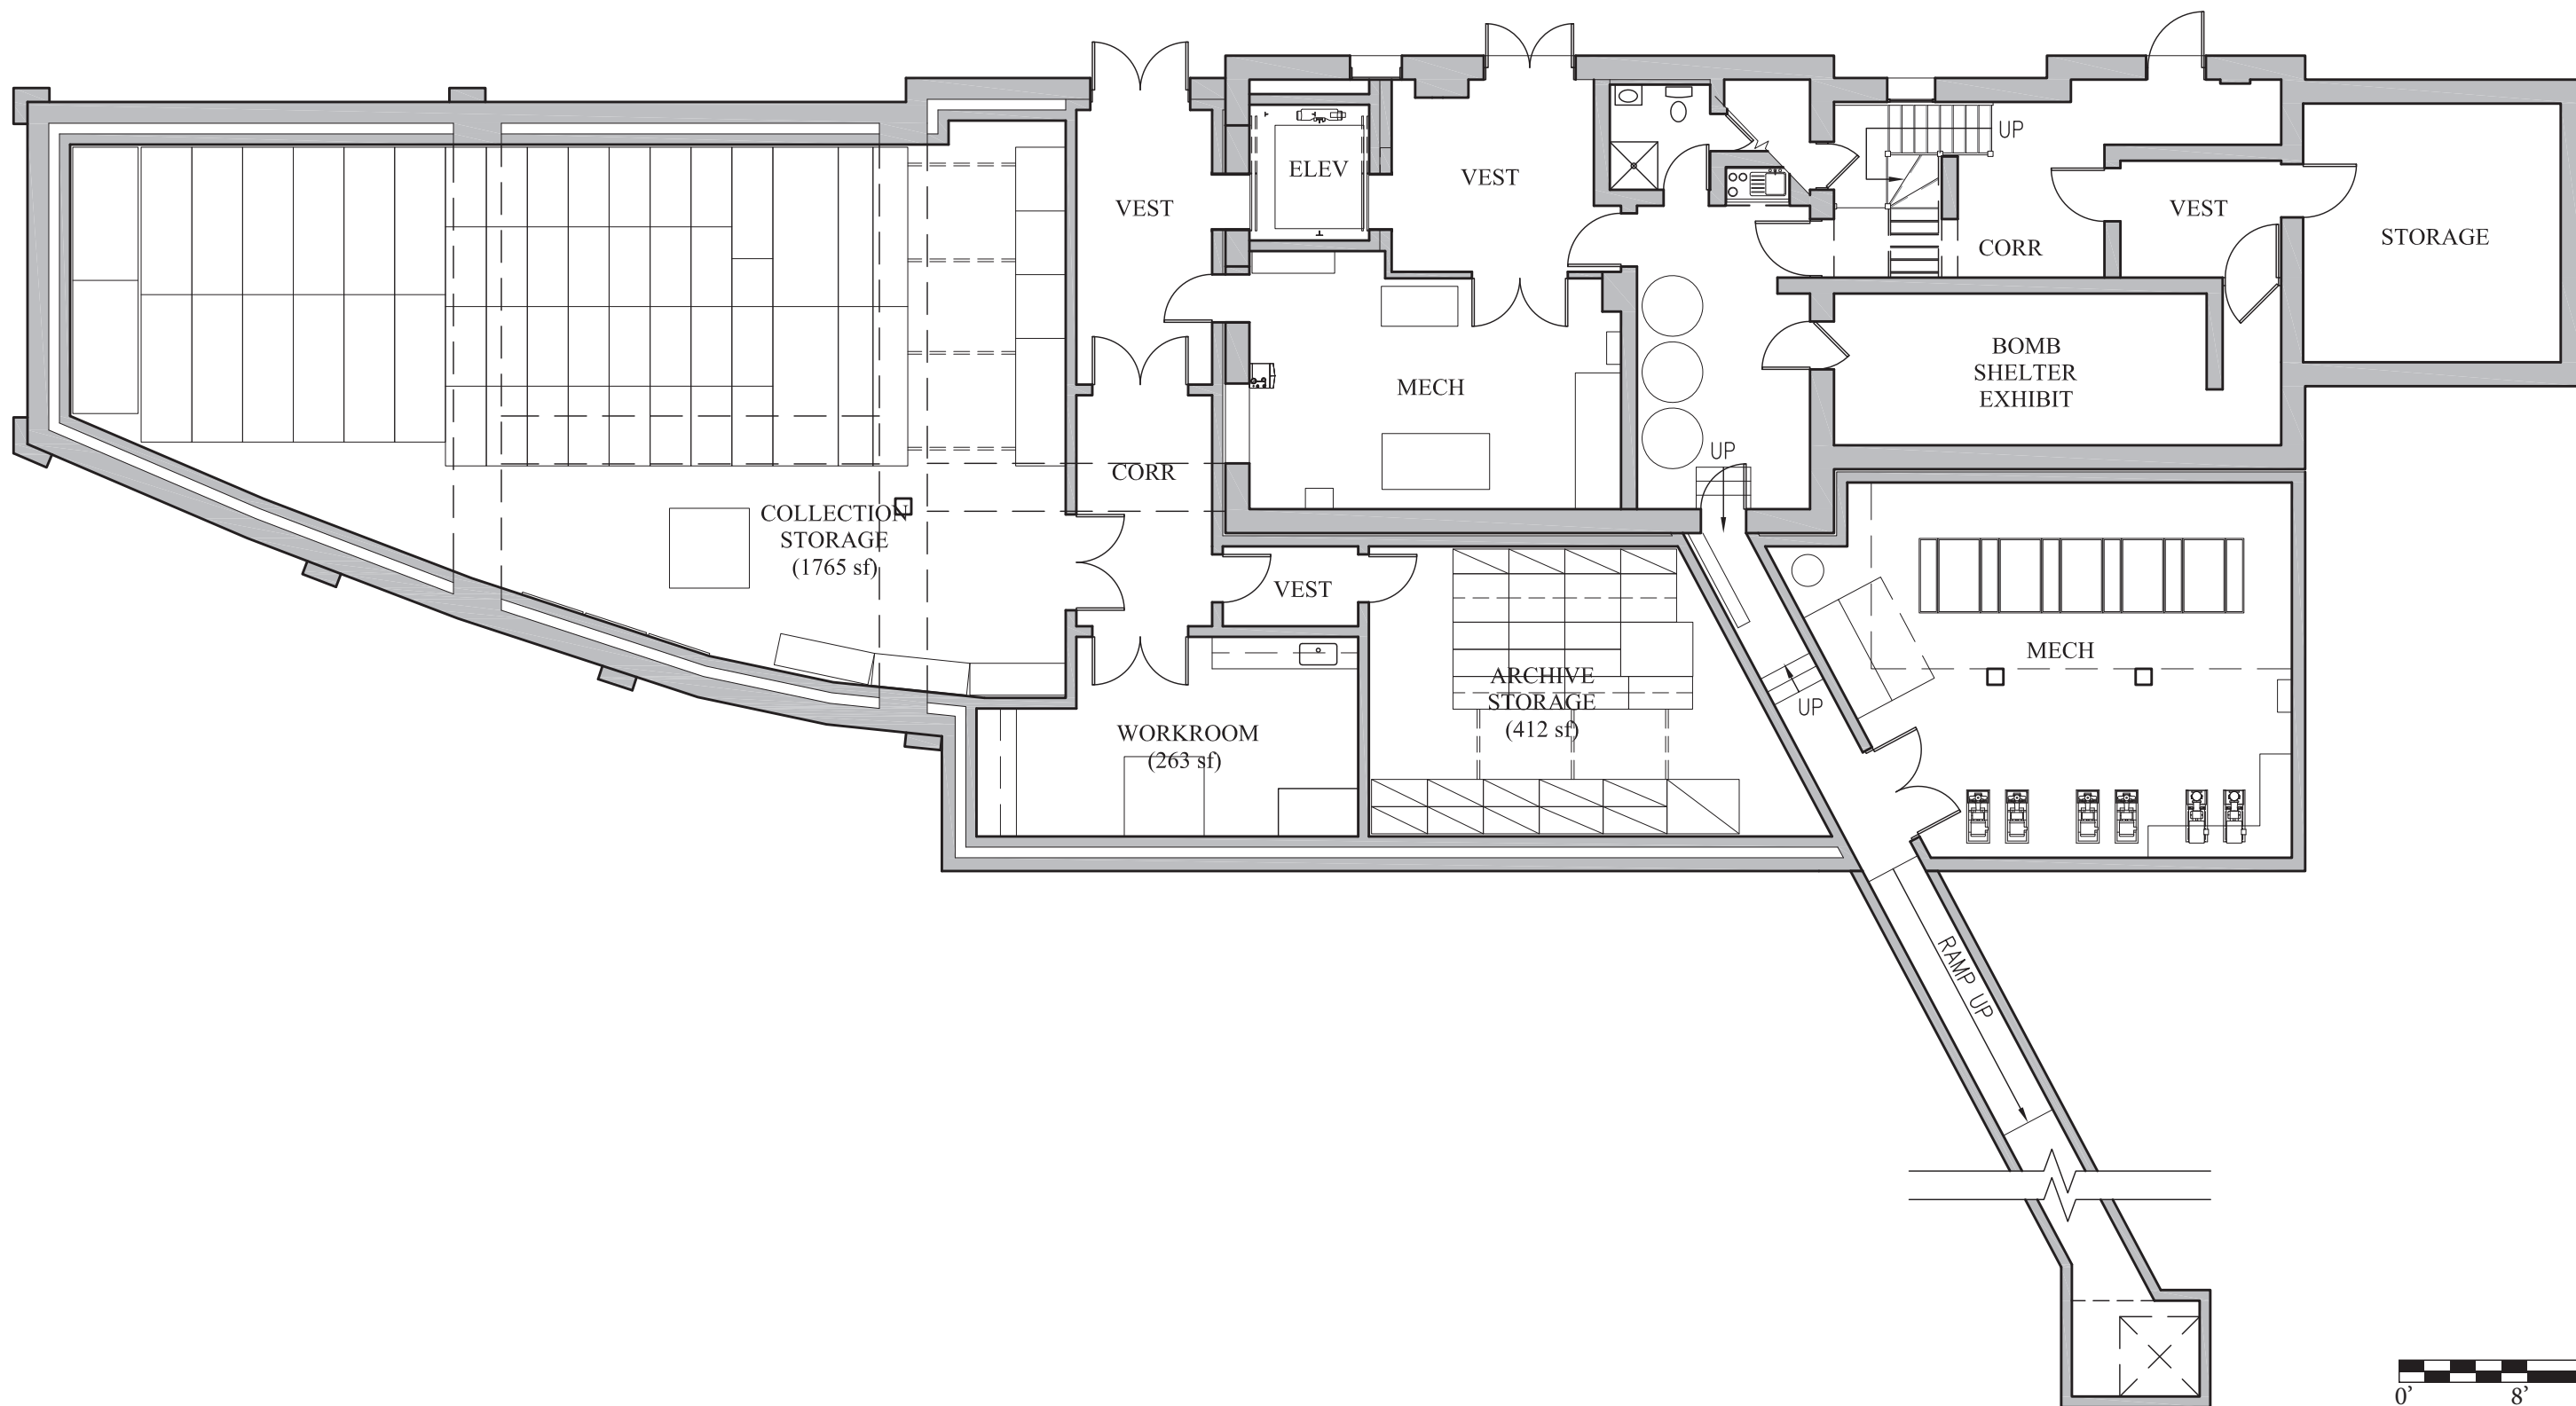 UP
ELEV
VEST
VEST
VEST
STORAGE
CORR
BOMB
SHELTER
EXHIBIT
MECH
UP
CORR
COLLECTION
STORAGE
(1765 sf)
VEST
MECH
ARCHIVE
STORAGE
(412 sf)
UP
WORKROOM
(263 sf)
RAMP UP
0’
8’